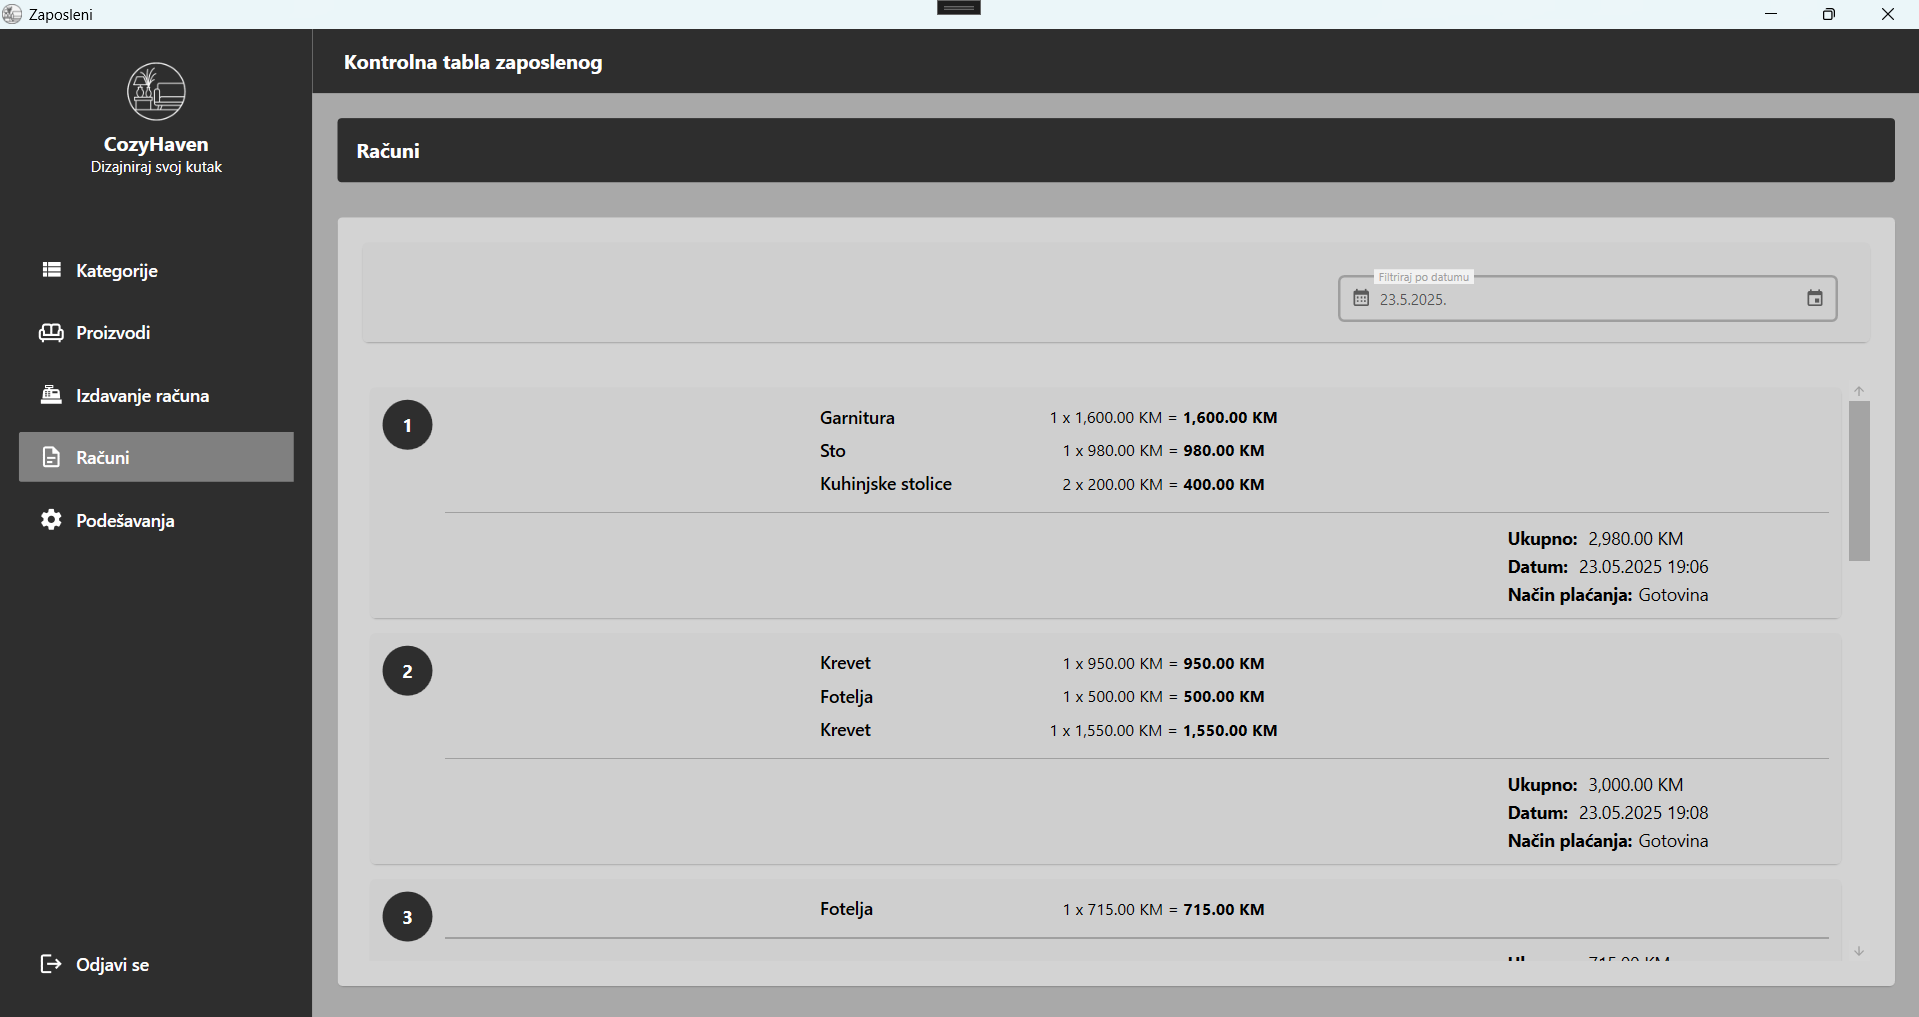 Zaposleni
CozyHaven
Dizajniraj svoj kutak
Kategorije
Proizvodi
Izdavanje računa
Računi
Podešavanja
Odjavi se
Kontrolna tabla zaposlenog
Računi
Filtriraj po datumu
23.5.2025.
1
Garnitura 1 x 1,600.00 KM = 1,600.00 KM
Sto 1 x 980.00 KM = 980.00 KM
Kuhinjske stolice 2 x 200.00 KM = 400.00 KM
Ukupno: 2,980.00 KM
Datum: 23.05.2025 19:06
Način plaćanja: Gotovina
2
Krevet 1 x 950.00 KM = 950.00 KM
Fotelja 1 x 500.00 KM = 500.00 KM
Krevet 1 x 1,550.00 KM = 1,550.00 KM
Ukupno: 3,000.00 KM
Datum: 23.05.2025 19:08
Način plaćanja: Gotovina
3
Fotelja 1 x 715.00 KM = 715.00 KM